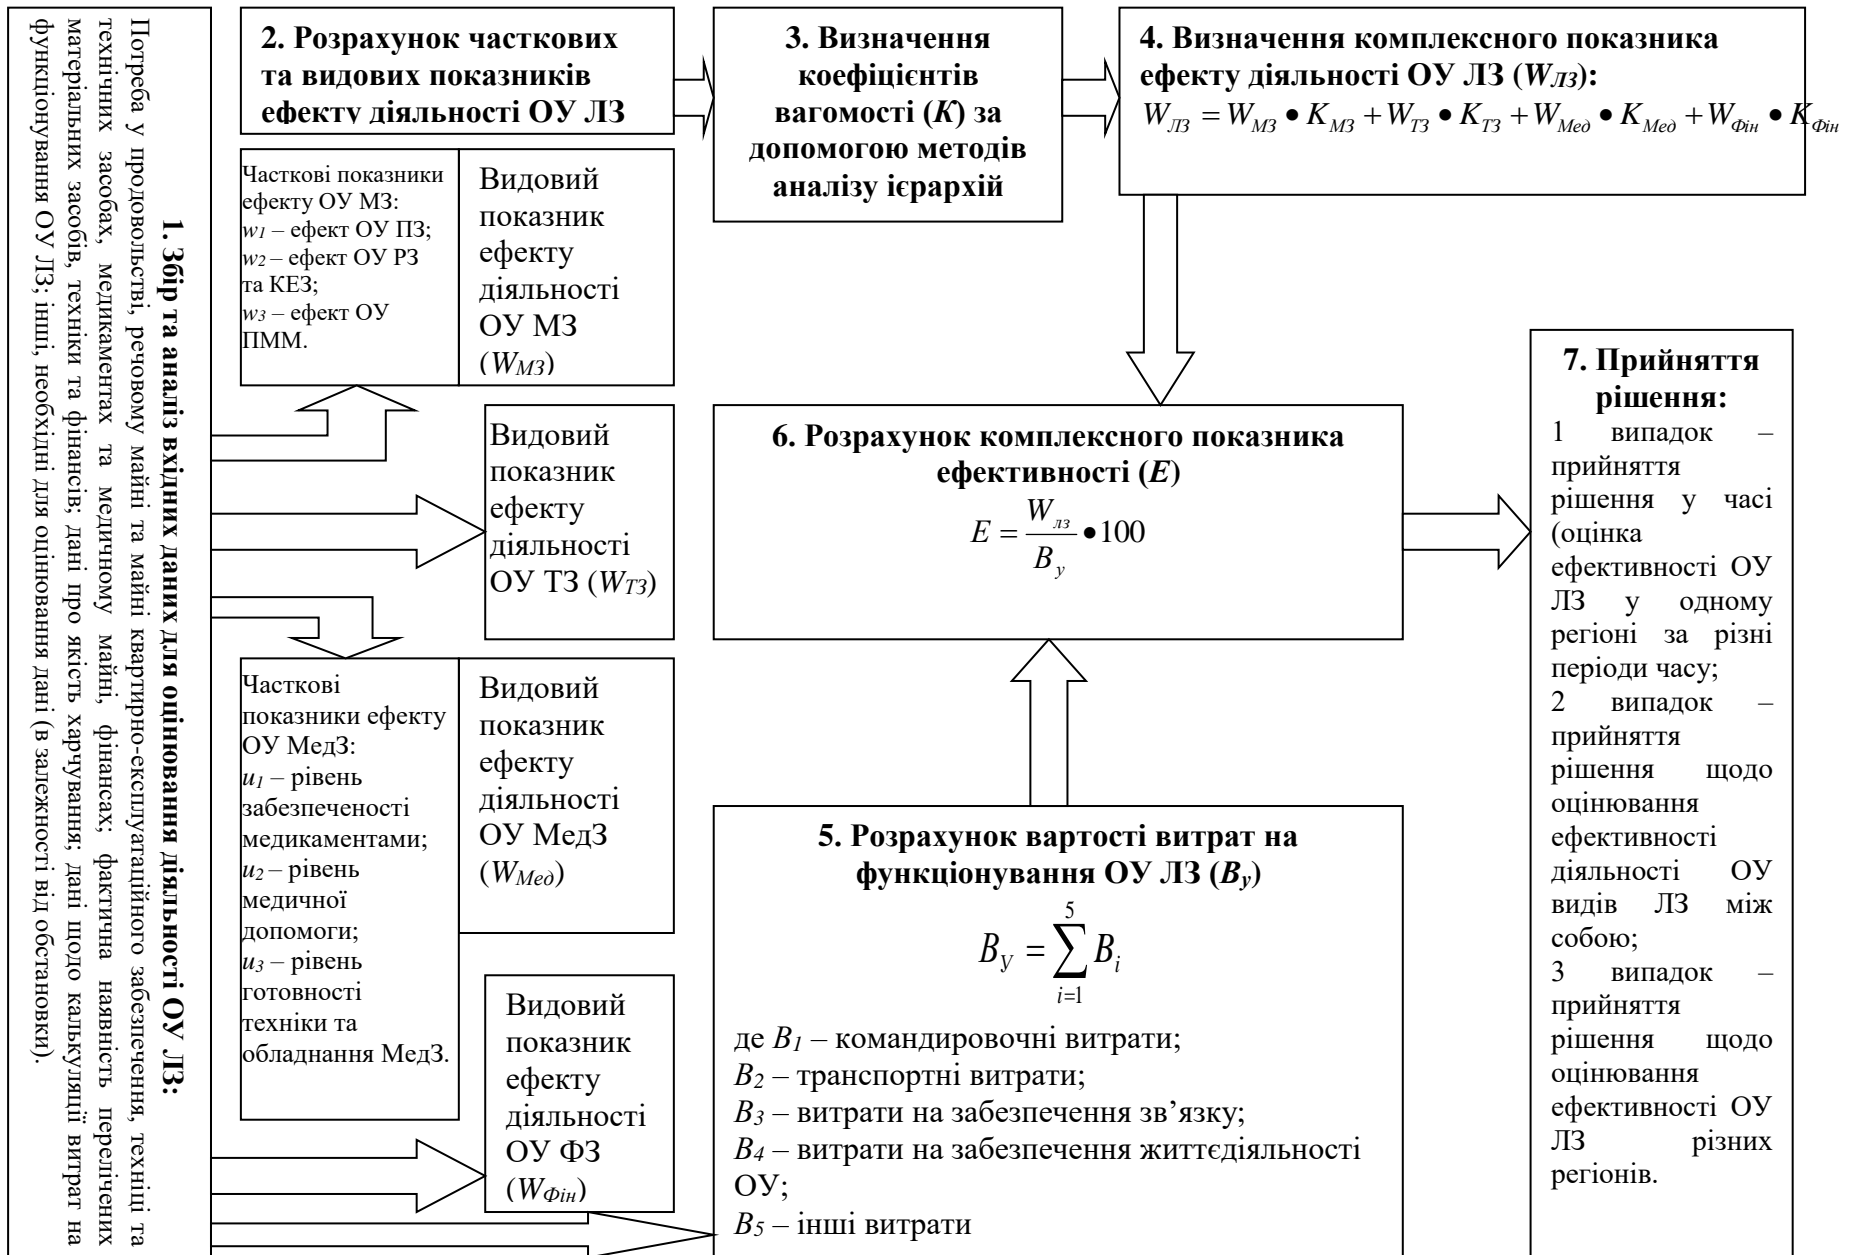 1. Збір та аналіз вхідних даних для оцінювання діяльності ОУ ЛЗ:
Потреба у продовольстві, речовому майні та майні квартирно-експлуатаційного забезпечення, техніці та
технічних засобах, медикаментах та медичному майні, фінансах; фактична наявність перелічених
матеріальних засобів, техніки та фінансів; дані про якість харчування; дані щодо калькуляції витрат на
функціонування ОУ ЛЗ; інші, необхідні для оцінювання дані (в залежності від обстановки).
2. Розрахунок часткових
та видових показників
ефекту діяльності ОУ ЛЗ
Часткові показники
ефекту ОУ МЗ:
w1 – ефект ОУ ПЗ;
w2 – ефект ОУ РЗ
та КЕЗ;
w3 – ефект ОУ
ПММ.
Видовий
показник
ефекту
діяльності
ОУ МЗ
(WМЗ)
Видовий
показник
ефекту
діяльності
ОУ ТЗ (WТЗ)
Часткові
показники ефекту
ОУ МедЗ:
u1 – рівень
забезпеченості
медикаментами;
u2 – рівень
медичної
допомоги;
u3 – рівень
готовності
техніки та
обладнання МедЗ.
Видовий
показник
ефекту
діяльності
ОУ МедЗ
(WМед)
Видовий
показник
ефекту
діяльності
ОУ ФЗ
(WФін)
3. Визначення
коефіцієнтів
вагомості (К) за
допомогою методів
аналізу ієрархій
4. Визначення комплексного показника
ефекту діяльності ОУ ЛЗ (WЛЗ):
WЛЗ = WМЗ • KМЗ + WТЗ • KТЗ + WМед • KМед + WФін • KФін
5. Розрахунок вартості витрат на
функціонування ОУ ЛЗ (Ву)
5
BУ = ∑ Bi
i=1
де В1 – командировочні витрати;
В2 – транспортні витрати;
В3 – витрати на забезпечення зв’язку;
В4 – витрати на забезпечення життєдіяльності
ОУ;
В5 – інші витрати
6. Розрахунок комплексного показника
ефективності (Е)
E = Wлз / Bу • 100
7. Прийняття
рішення:
1 випадок –
прийняття
рішення у часі
(оцінка
ефективності ОУ
ЛЗ у одному
регіоні за різні
періоди часу;
2 випадок –
прийняття
рішення щодо
оцінювання
ефективності
діяльності ОУ
видів ЛЗ між
собою;
3 випадок –
прийняття
рішення щодо
оцінювання
ефективності ОУ
ЛЗ різних
регіонів.